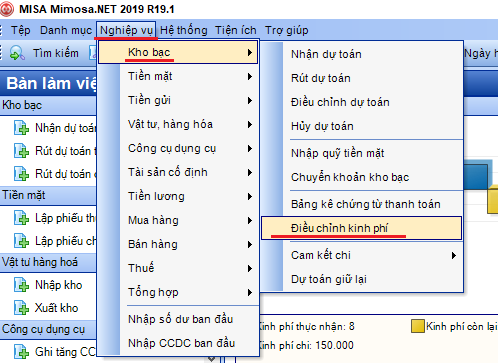 MISA Mimosa.NET 2019 R19.1
Tệp Danh mục Nghiệp vụ Hệ thống Tiện ích Trợ giúp
Tìm kiếm
Ngày h
Bàn làm việ
Kho bạc
Nhận dự toán
Rút dự toán t
Rút dự toán c
Tiền mặt
Lập phiếu thu
Lập phiếu ch
Vật tư hàng hoá
Nhập kho
Xuất kho
Công cụ dụng cụ
Ghi tăng CCD
Kho bạc
Tiền mặt
Tiền gửi
Vật tư, hàng hóa
Công cụ dụng cụ
Tài sản cố định
Tiền lương
Mua hàng
Bán hàng
Thuế
Tổng hợp
Nhập số dư ban đầu
Nhập CCDC ban đầu
Nhận dự toán
Rút dự toán
Điều chỉnh dự toán
Hủy dự toán
Nhập quỹ tiền mặt
Chuyển khoản kho bạc
Bảng kê chứng từ thanh toán
Điều chỉnh kinh phí
Cam kết chi
Dự toán giữ lại
Kinh phí thực nhận: 8
Kinh phí còn lại
Kinh phí chi: 150.000